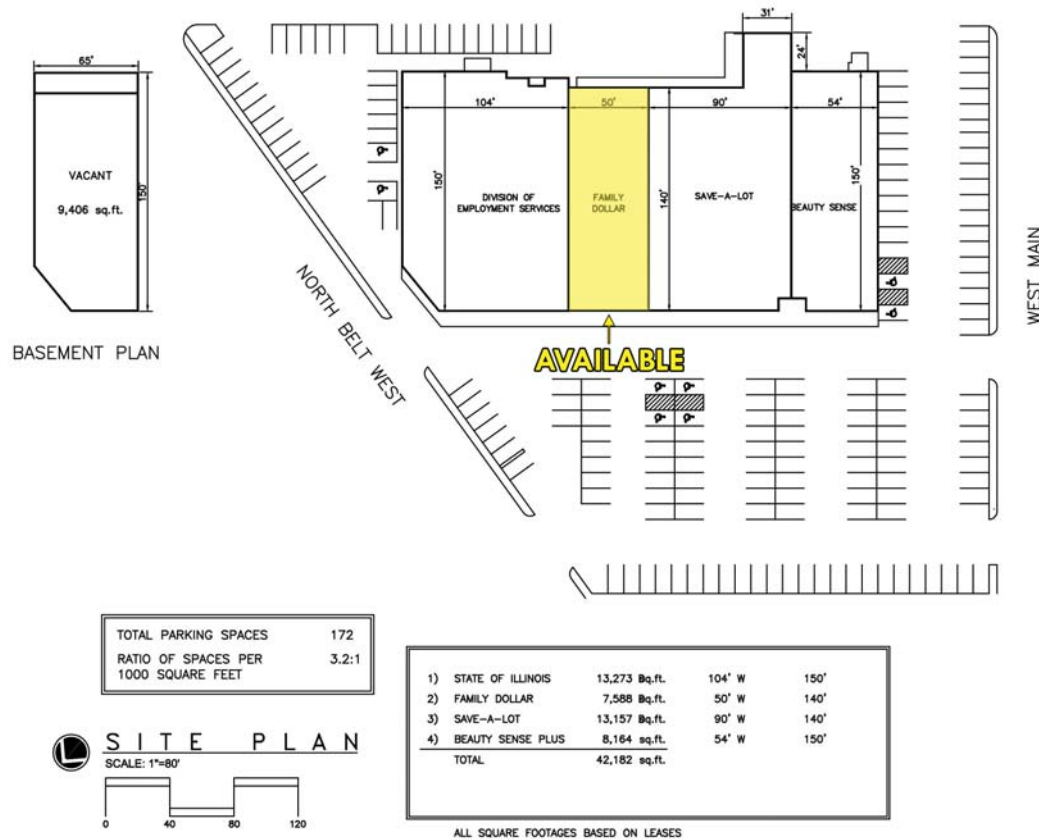 31'
24'
65'
104'
50'
90'
54'
VACANT
9,406 sq.ft.
150'
150'
DIVISION OF
EMPLOYMENT SERVICES
FAMILY
DOLLAR
140'
SAVE-A-LOT
150'
BEAUTY SENSE
WEST MAIN
NORTH BELT WEST
BASEMENT PLAN
AVAILABLE
TOTAL PARKING SPACES 172
RATIO OF SPACES PER 3.2:1
1000 SQUARE FEET
1) STATE OF ILLINOIS 13,273 Bq.ft. 104' W 150'
2) FAMILY DOLLAR 7,588 Bq.ft. 50' W 140'
3) SAVE-A-LOT 13,157 Bq.ft. 90' W 140'
4) BEAUTY SENSE PLUS 8,164 sq.ft. 54' W 150'
TOTAL 42,182 sq.ft.
SITE PLAN
SCALE: 1"=80'
0 40 80 120
ALL SQUARE FOOTAGES BASED ON LEASES